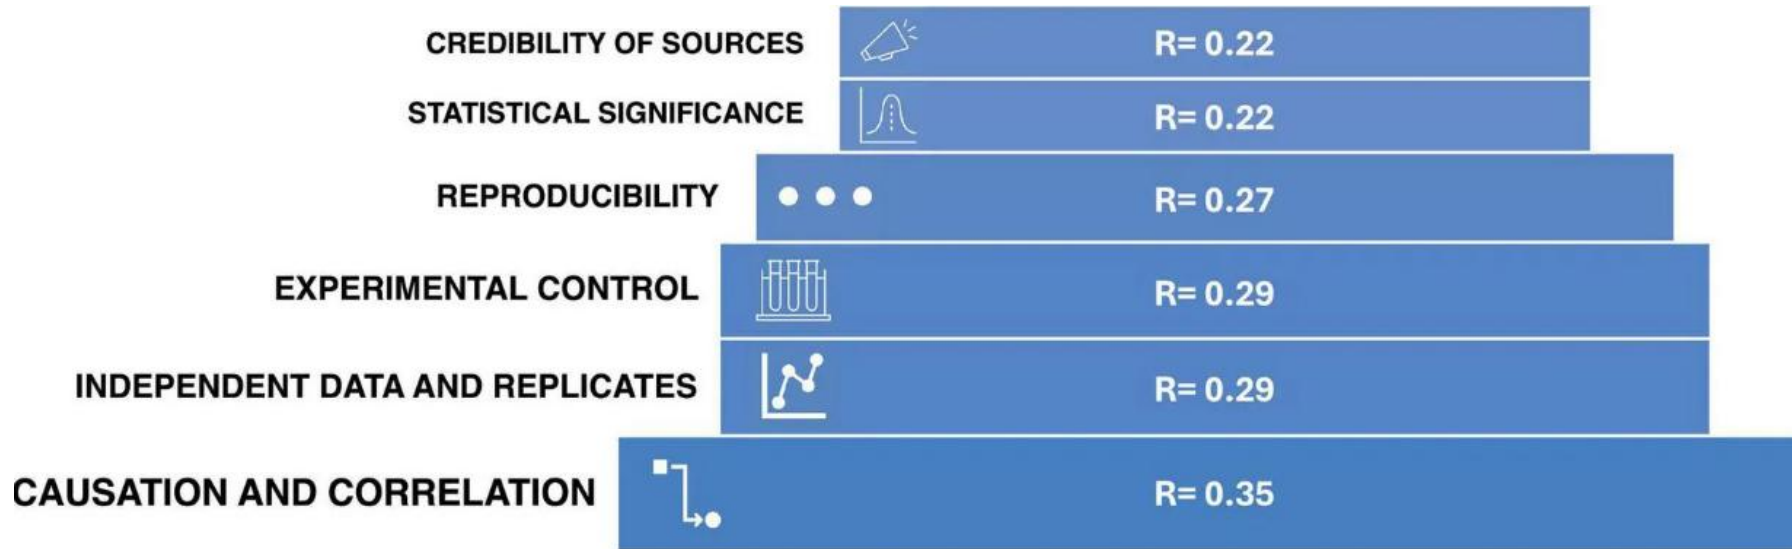 CREDIBILITY OF SOURCES R= 0.22
STATISTICAL SIGNIFICANCE R= 0.22
REPRODUCIBILITY R= 0.27
EXPERIMENTAL CONTROL R= 0.29
INDEPENDENT DATA AND REPLICATES R= 0.29
CAUSATION AND CORRELATION R= 0.35